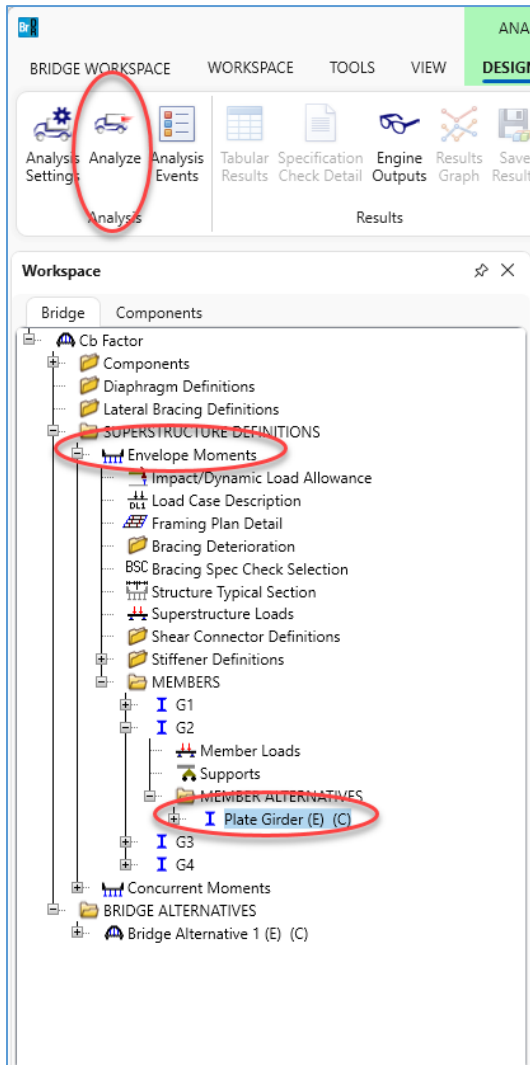 Br DR
ANA
BRIDGE WORKSPACE WORKSPACE TOOLS VIEW DESIGN
Analysis Settings Analyze Analysis Events Tabular Results Specification Check Detail Engine Outputs Results Graph Save Result
Analysis Results
Workspace
Bridge Components
Cb Factor
Components
Diaphragm Definitions
Lateral Bracing Definitions
SUPERSTRUCTURE DEFINITIONS
Envelope Moments
Impact/Dynamic Load Allowance
DL1 Load Case Description
Framing Plan Detail
Bracing Deterioration
BSC Bracing Spec Check Selection
Structure Typical Section
Superstructure Loads
Shear Connector Definitions
Stiffener Definitions
MEMBERS
G1
G2
Member Loads
Supports
MEMBER ALTERNATIVES
Plate Girder (E) (C)
G3
G4
Concurrent Moments
BRIDGE ALTERNATIVES
Bridge Alternative 1 (E) (C)